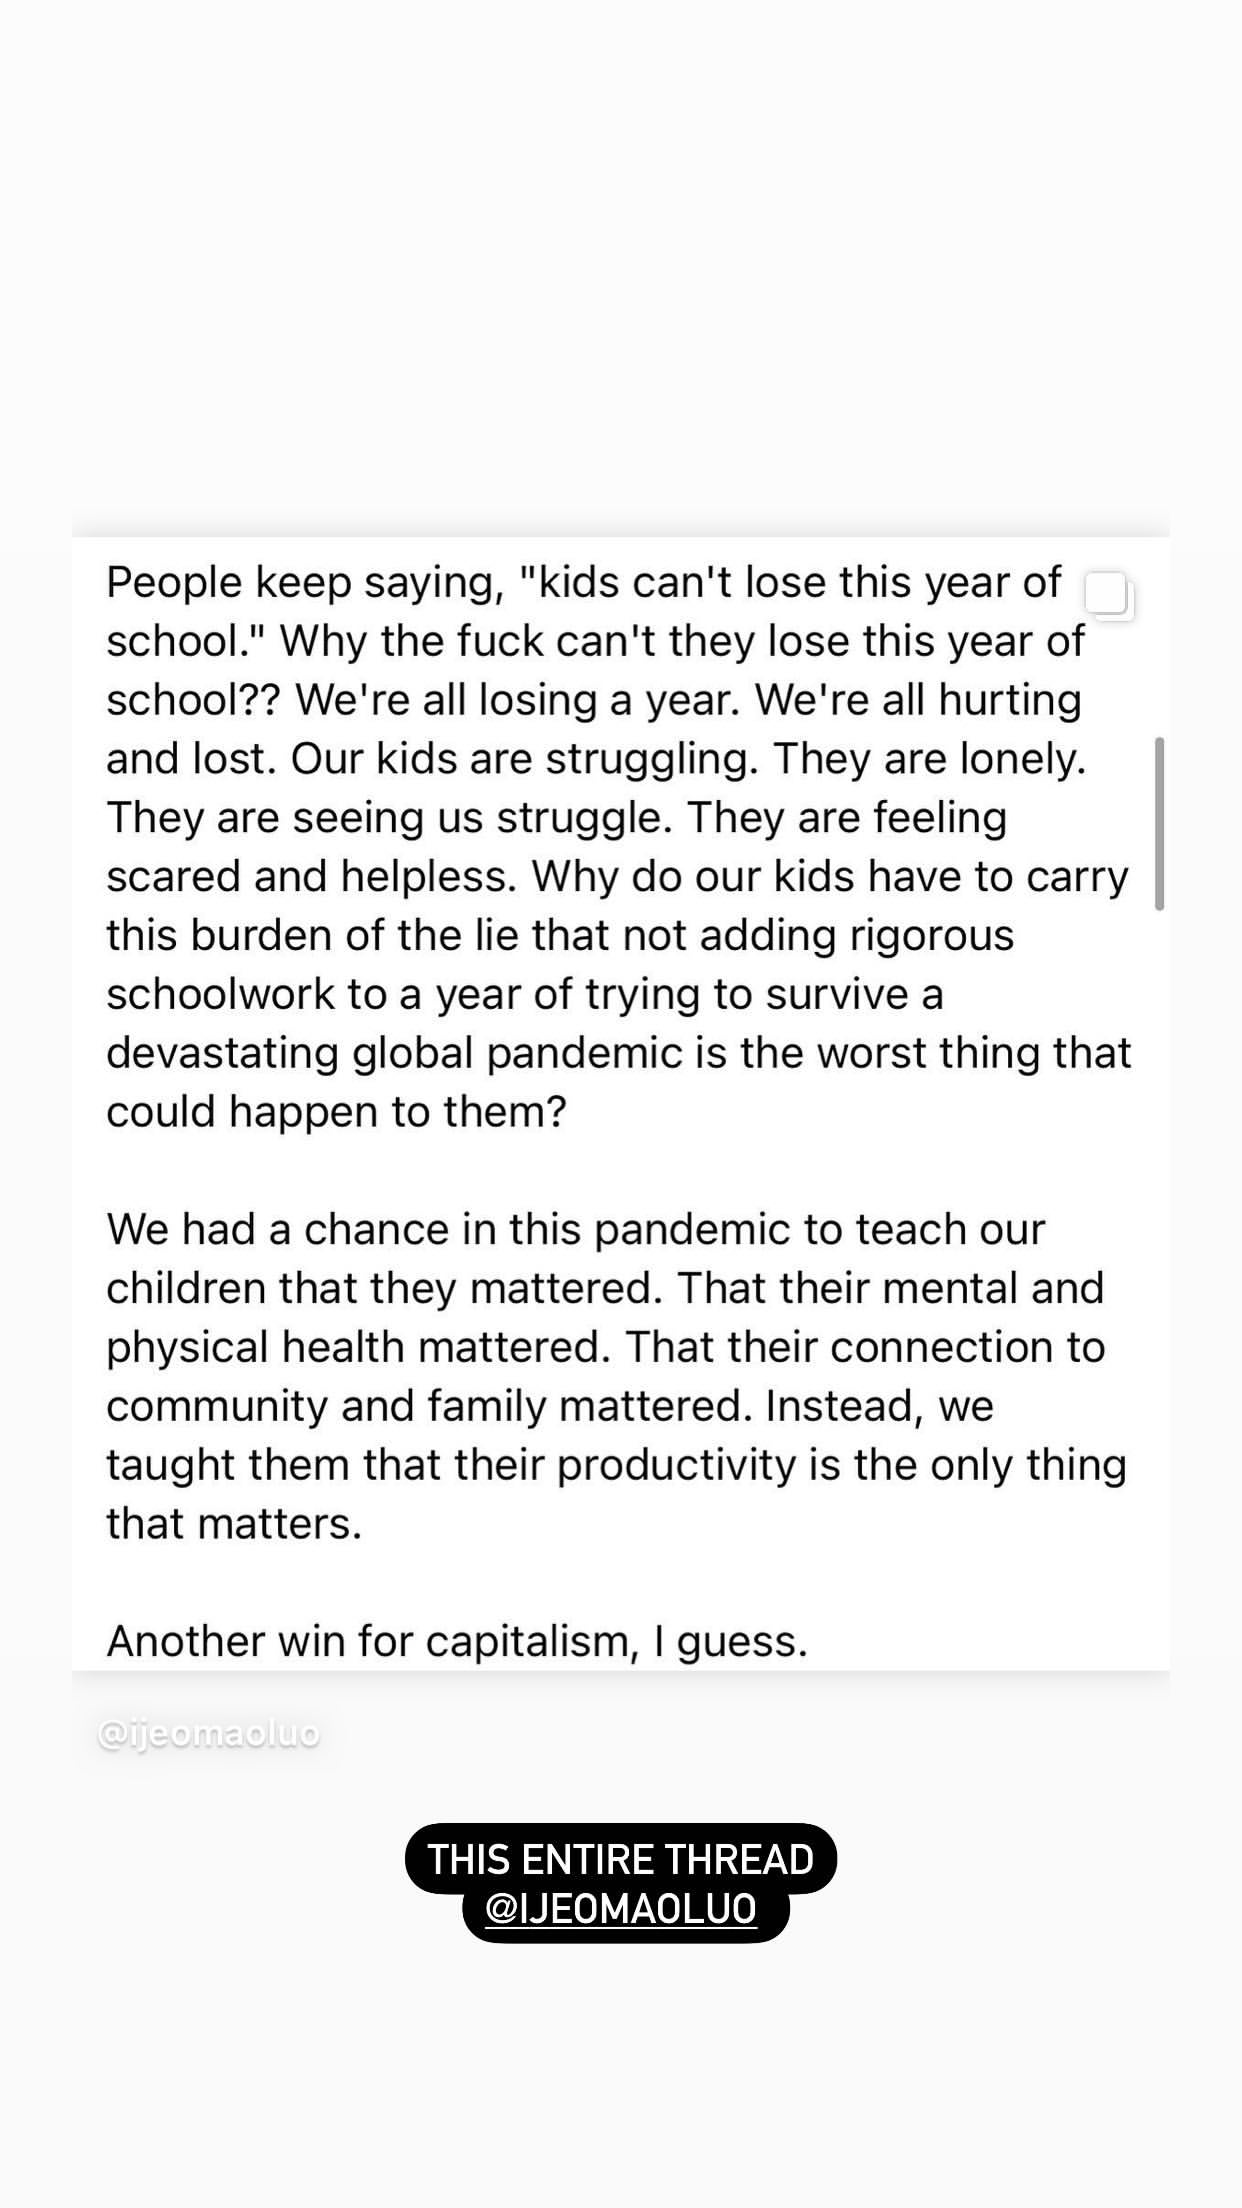 People keep saying, "kids can't lose this year of
school." Why the fuck can't they lose this year of
school?? We're all losing a year. We're all hurting
and lost. Our kids are struggling. They are lonely.
They are seeing us struggle. They are feeling
scared and helpless. Why do our kids have to carry
this burden of the lie that not adding rigorous
schoolwork to a year of trying to survive a
devastating global pandemic is the worst thing that
could happen to them?
We had a chance in this pandemic to teach our
children that they mattered. That their mental and
physical health mattered. That their connection to
community and family mattered. Instead, we
taught them that their productivity is the only thing
that matters.
Another win for capitalism, I guess.
@ijeomaoluo
THIS ENTIRE THREAD
@IJEOMAOLUO